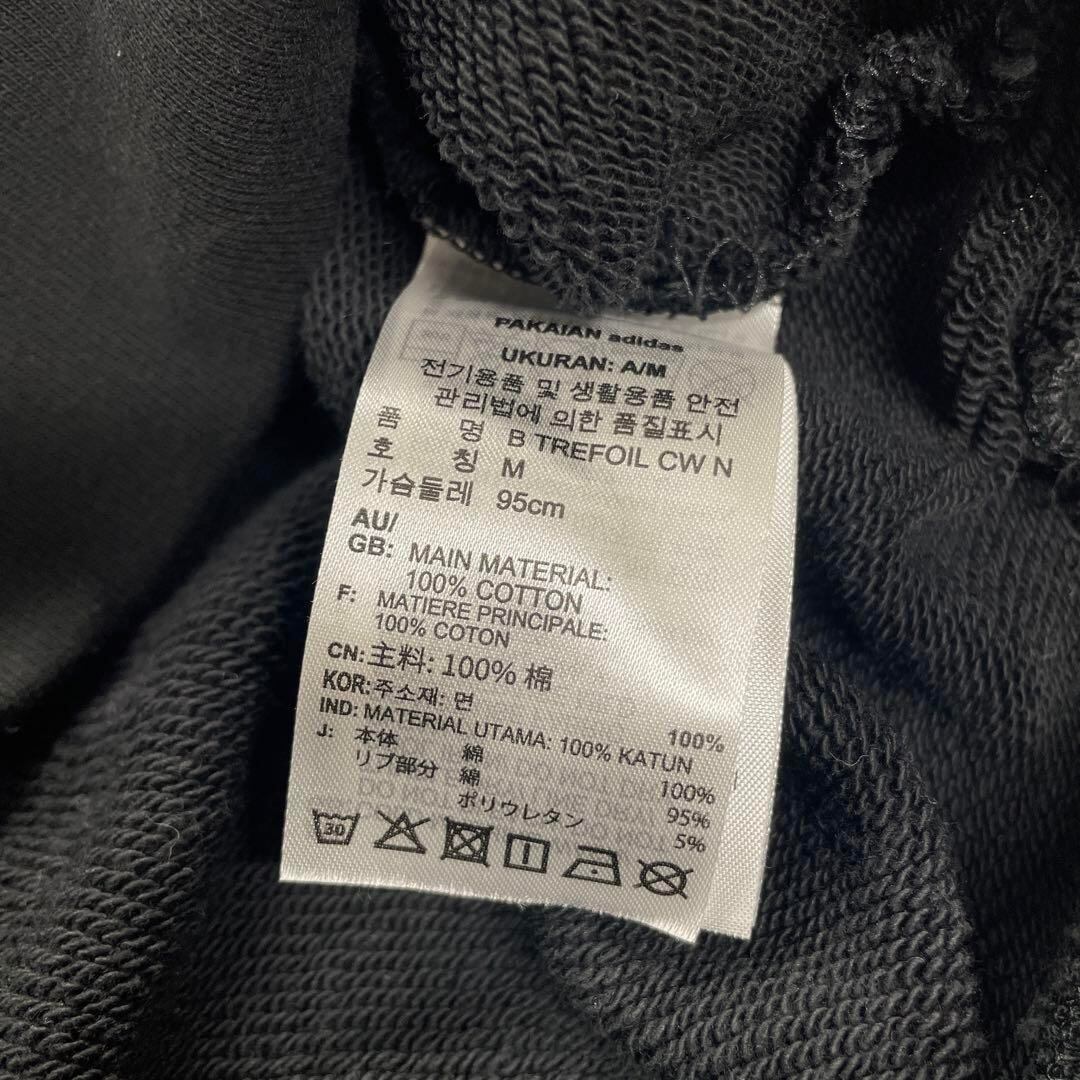 PAKAIAN adidas
UKURAN: A/M
전기용품 및 생활용품 안전
관리법에 의한 품질표시
품 명 B TREFOIL CW N
호 칭 M
가슴둘레 95cm
AU/
GB: MAIN MATERIAL:
100% COTTON
F: MATIERE PRINCIPALE:
100% COTON
CN: 主料: 100% 棉
KOR: 주소재: 면 100%
IND: MATERIAL UTAMA: 100% KATUN
J: 本体 綿 100%
リブ部分 綿 95%
ポリウレタン 5%
30